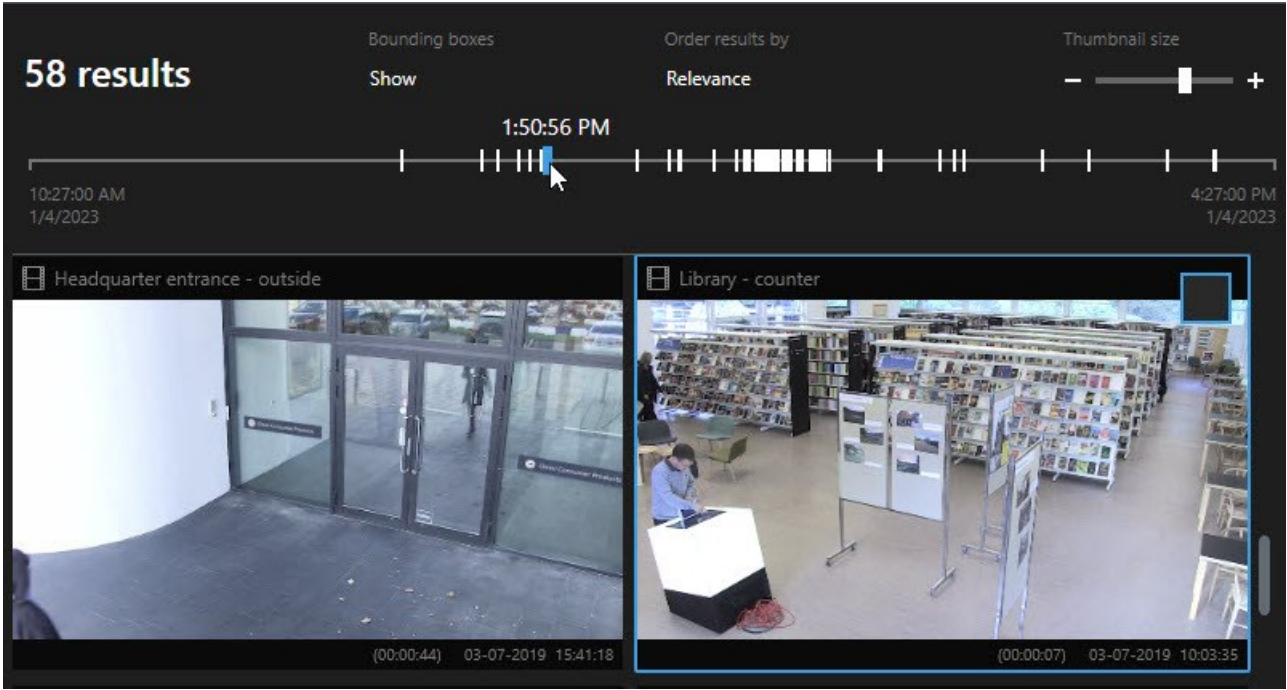 58 results
Bounding boxes
Show
Order results by
Relevance
Thumbnail size
− +
1:50:56 PM
10:27:00 AM
1/4/2023
4:27:00 PM
1/4/2023
Headquarter entrance - outside
Library - counter
(00:00:44) 03-07-2019 15:41:18
(00:00:07) 03-07-2019 10:03:35